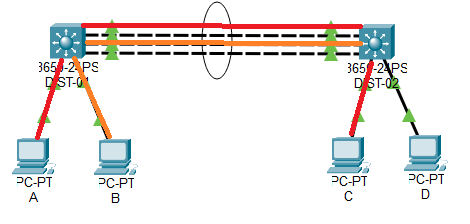 3650-24PS
DIST-01
3650-24PS
DIST-02
PC-PT
A
PC-PT
B
PC-PT
C
PC-PT
D